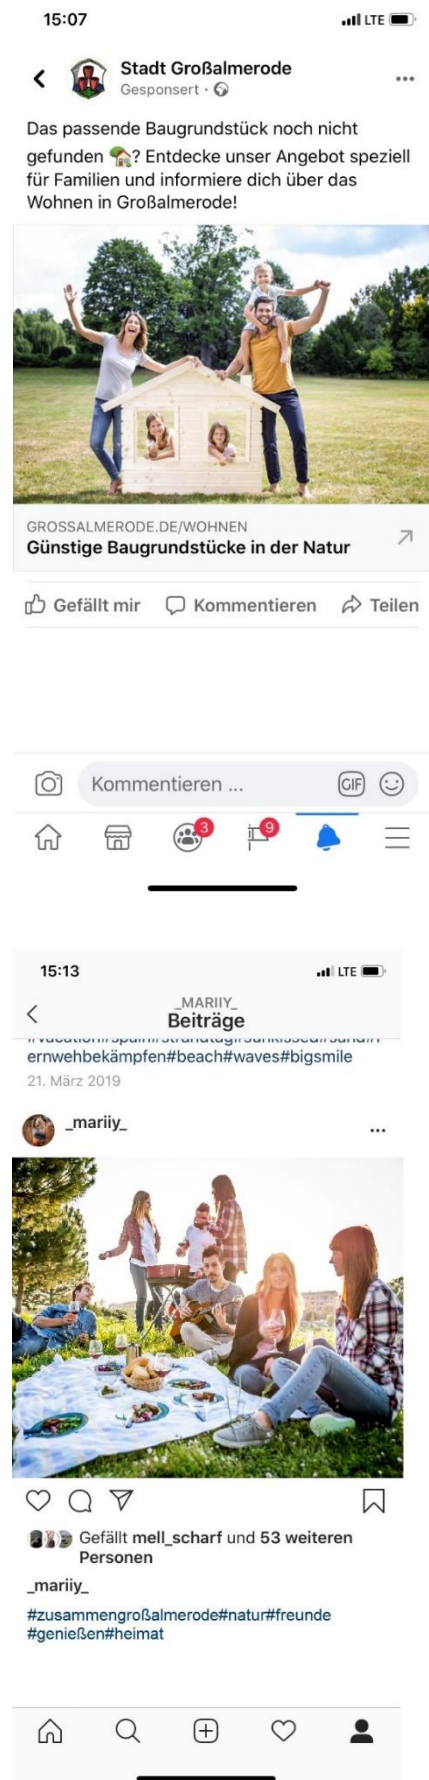 15:07
LTE
Stadt Großalmerode
Gesponsert ·
Das passende Baugrundstück noch nicht
gefunden ? Entdecke unser Angebot speziell
für Familien und informiere dich über das
Wohnen in Großalmerode!
GROSSALMERODE.DE/WOHNEN
Günstige Baugrundstücke in der Natur
Gefällt mir
Kommentieren
Teilen
Kommentieren ...
GIF
3
9
15:13
LTE
_MARIIY_
Beiträge
ernwehbekämpfen#beach#waves#bigsmile
21. März 2019
_mariiy_
Gefällt mell_scharf und 53 weiteren
Personen
_mariiy_
#zusammengroßalmerode#natur#freunde
#genießen#heimat